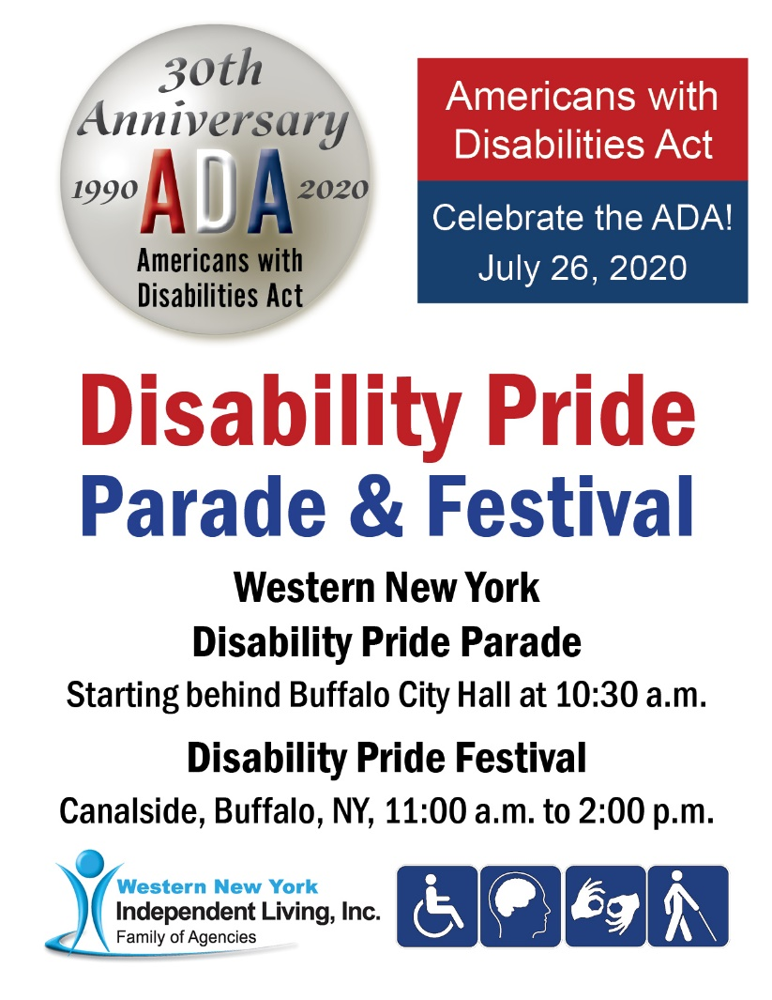 30th
Anniversary
1990 ADA 2020
Americans with
Disabilities Act
Americans with
Disabilities Act
Celebrate the ADA!
July 26, 2020
Disability Pride
Parade & Festival
Western New York
Disability Pride Parade
Starting behind Buffalo City Hall at 10:30 a.m.
Disability Pride Festival
Canalside, Buffalo, NY, 11:00 a.m. to 2:00 p.m.
Western New York
Independent Living, Inc.
Family of Agencies